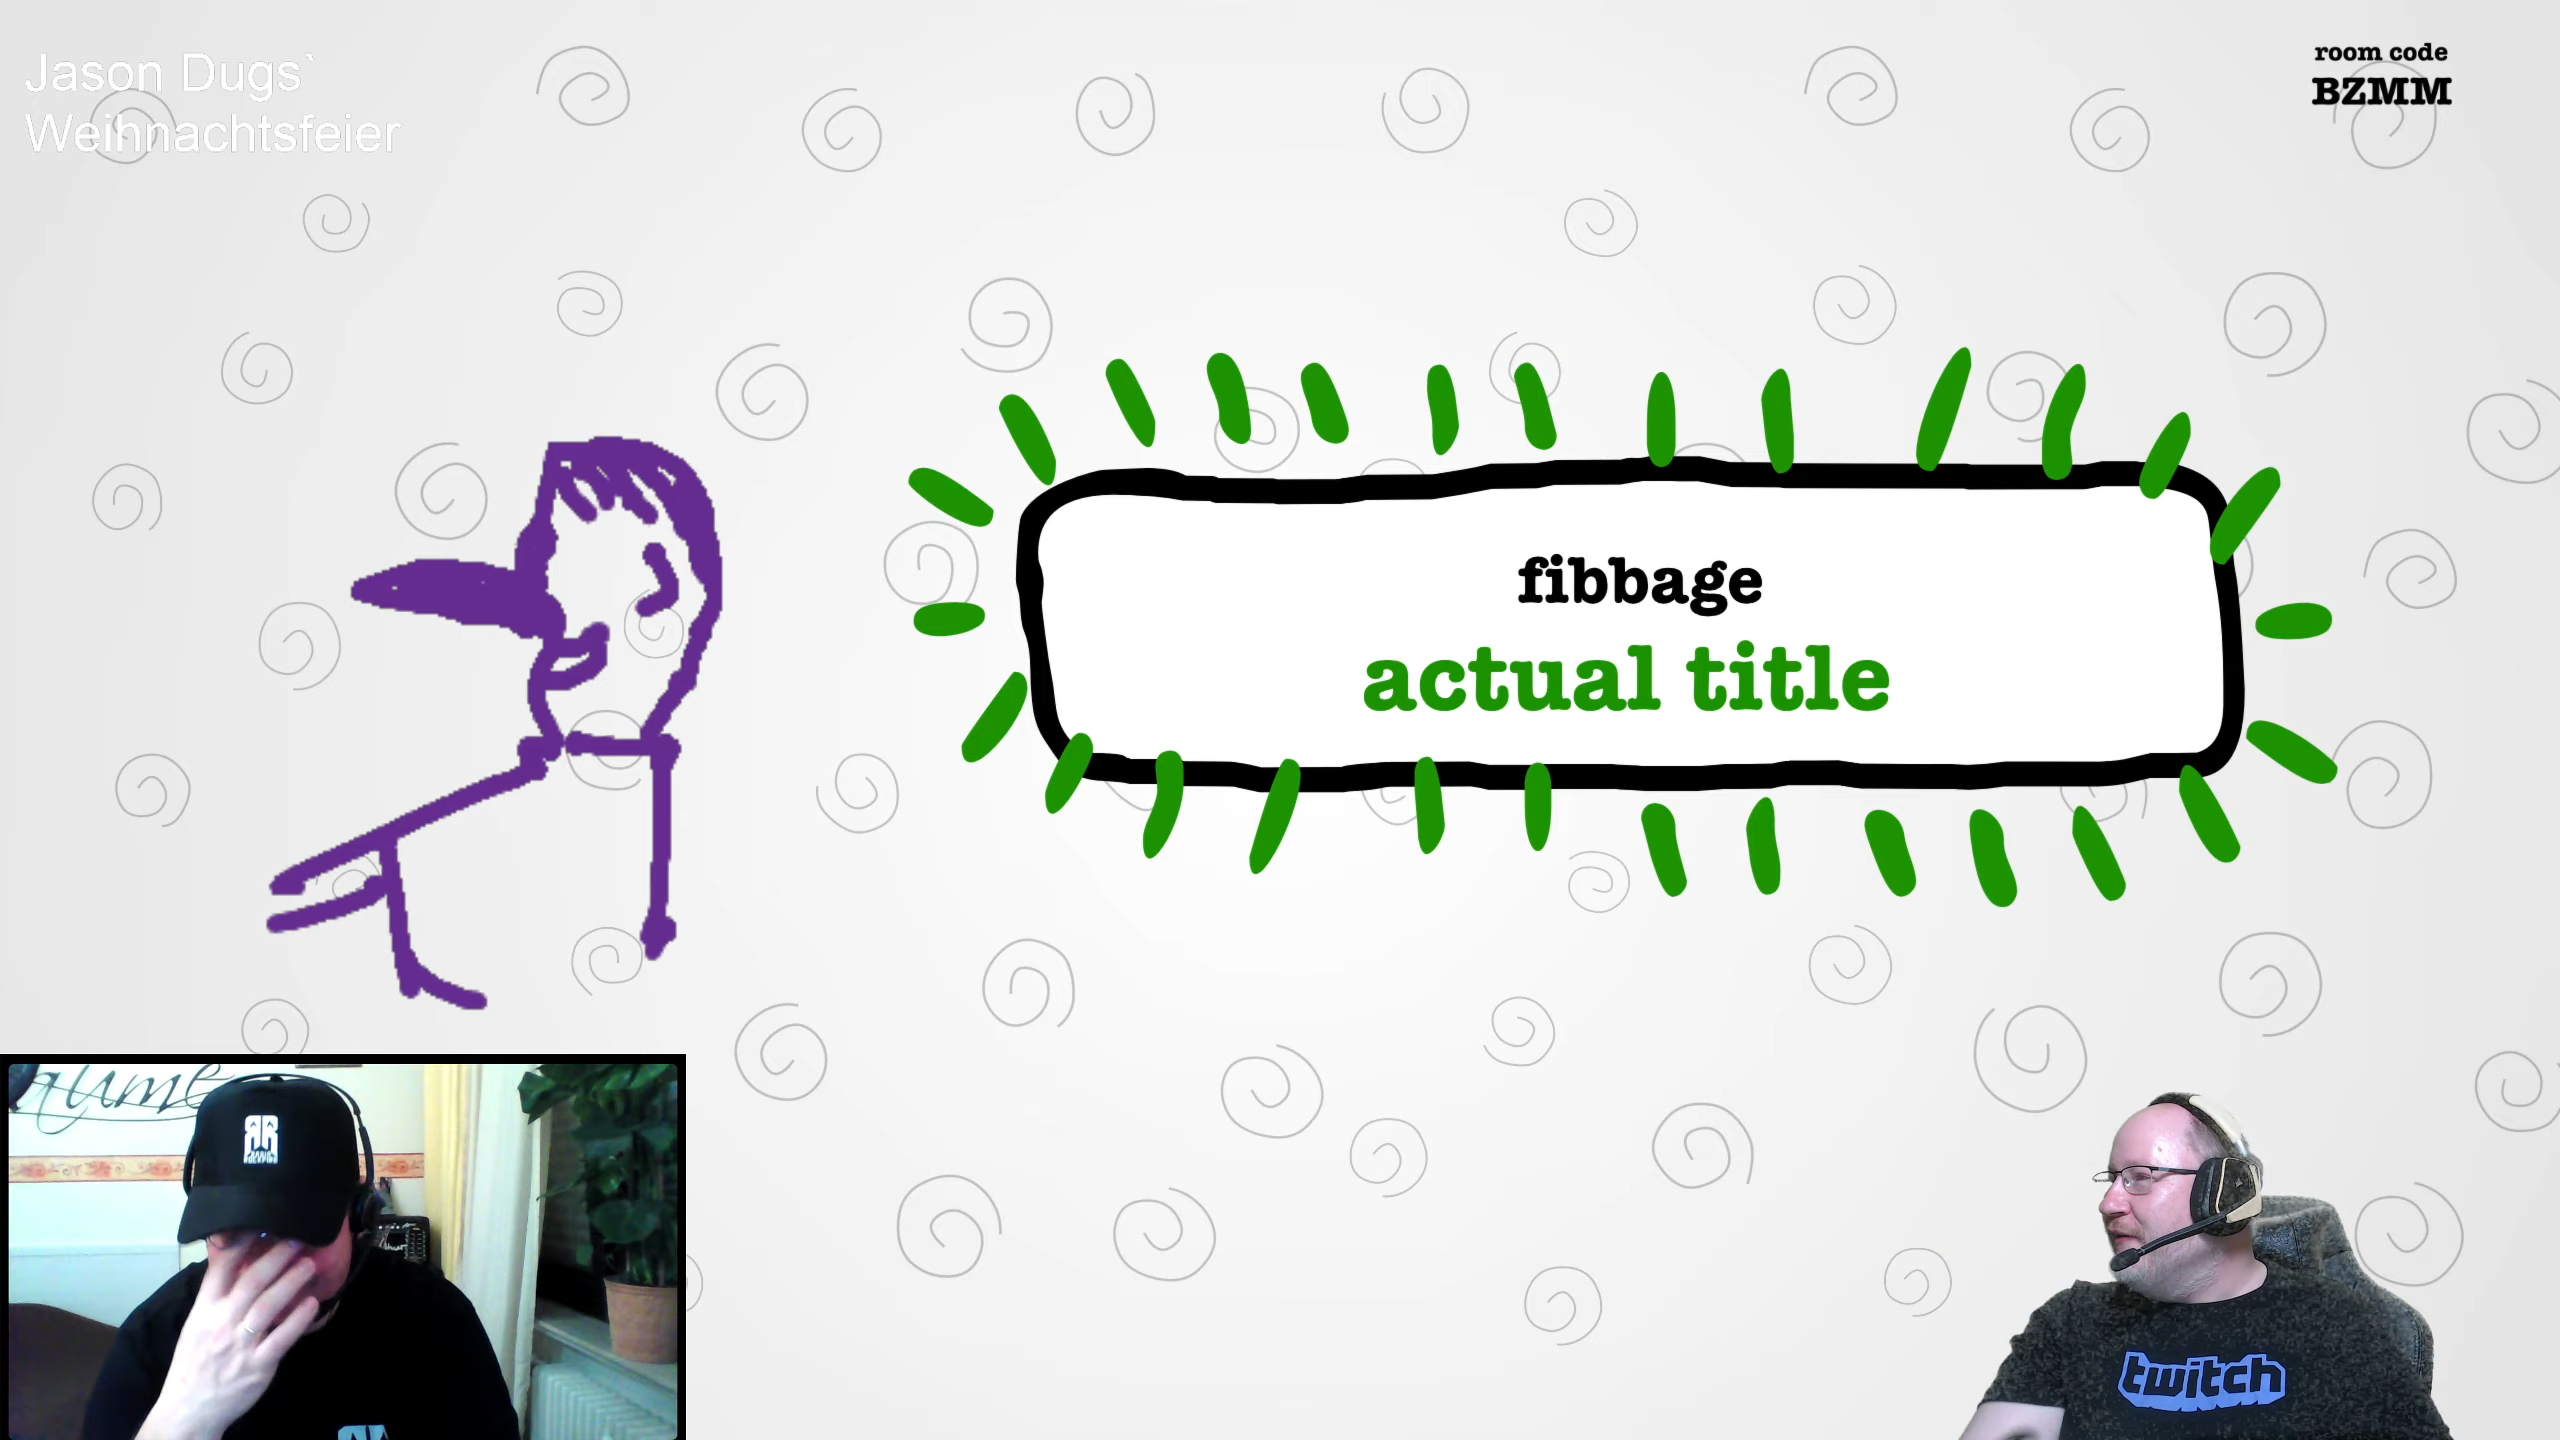 Jason Dugs`
Weihnachtsfeier
room code
BZMM
fibbage
actual title
twitch